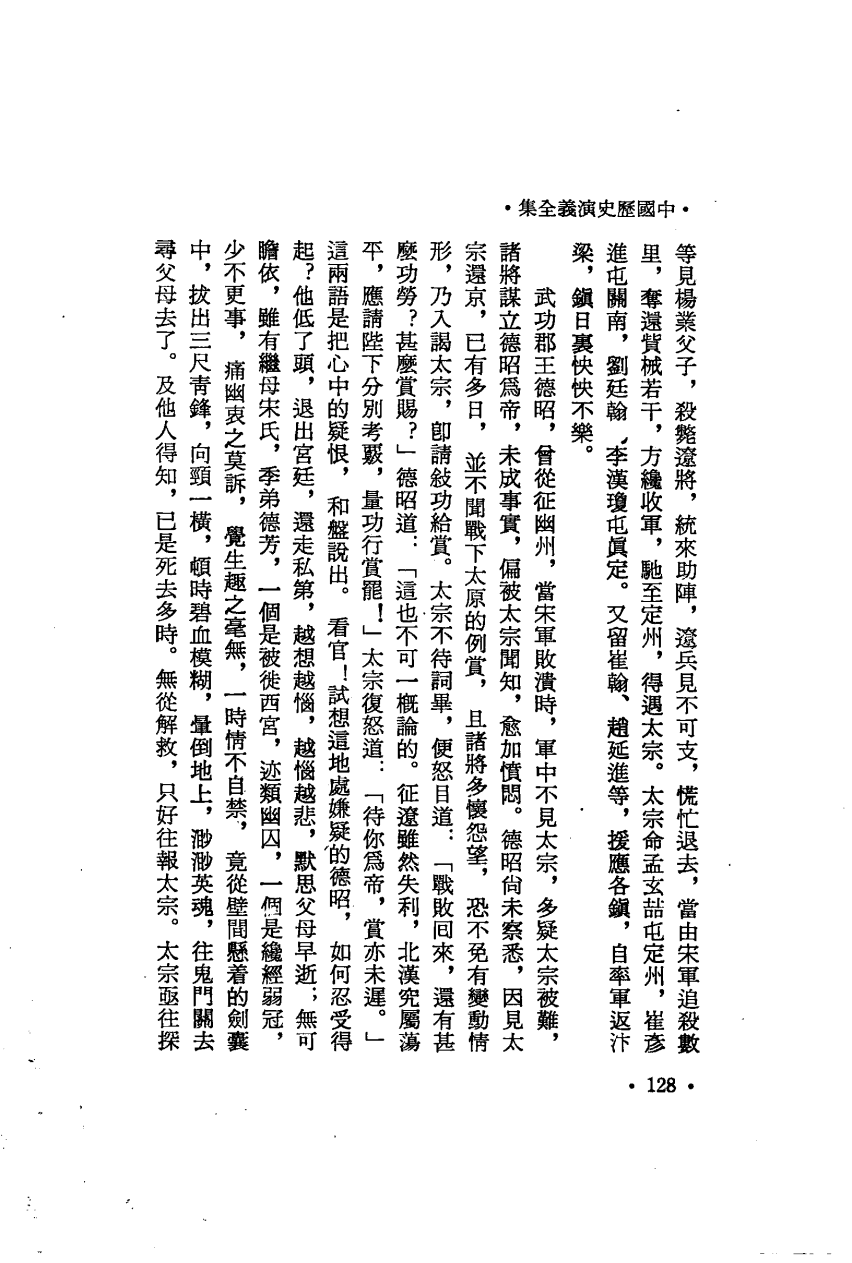 •中國歷史演義全集•
等見楊業父子，殺斃遼將，統來助陣，遼兵見不可支，慌忙退去，當由宋軍追殺數
里，奪還貲械若干，方纔收軍，馳至定州，得遇太宗。太宗命孟玄喆屯定州，崔彥
進屯關南，劉廷翰、李漢瓊屯眞定。又留崔翰、趙延進等，援應各鎭，自率軍返汴
梁，鎭日裏怏怏不樂。
武功郡王德昭，曾從征幽州，當宋軍敗潰時，軍中不見太宗，多疑太宗被難，
諸將謀立德昭爲帝，未成事實，偏被太宗聞知，愈加憤悶。德昭尙未察悉，因見太
宗還京，已有多日，並不聞戰下太原的例賞，且諸將多懷怨望，恐不免有變動情
形，乃入謁太宗，卽請敍功給賞。太宗不待詞畢，便怒目道：「戰敗回來，還有甚
麼功勞？甚麼賞賜？」德昭道：「這也不可一概論的。征遼雖然失利，北漢究屬蕩
平，應請陛下分別考覈，量功行賞罷！」太宗復怒道：「待你爲帝，賞亦未遲。」
這兩語是把心中的疑恨，和盤說出。看官！試想這地處嫌疑的德昭，如何忍受得
起？他低了頭，退出宮廷，還走私第，越想越惱，越惱越悲，默思父母早逝；無可
瞻依，雖有繼母宋氏，季弟德芳，一個是被徙西宮，迹類幽囚，一個是纔經弱冠，
少不更事，痛幽衷之莫訴，覺生趣之毫無，一時情不自禁，竟從壁間懸着的劍囊
中，拔出三尺靑鋒，向頸一橫，頓時碧血模糊，暈倒地上，渺渺英魂，往鬼門關去
尋父母去了。及他人得知，已是死去多時。無從解救，只好往報太宗。太宗亟往探
•128•